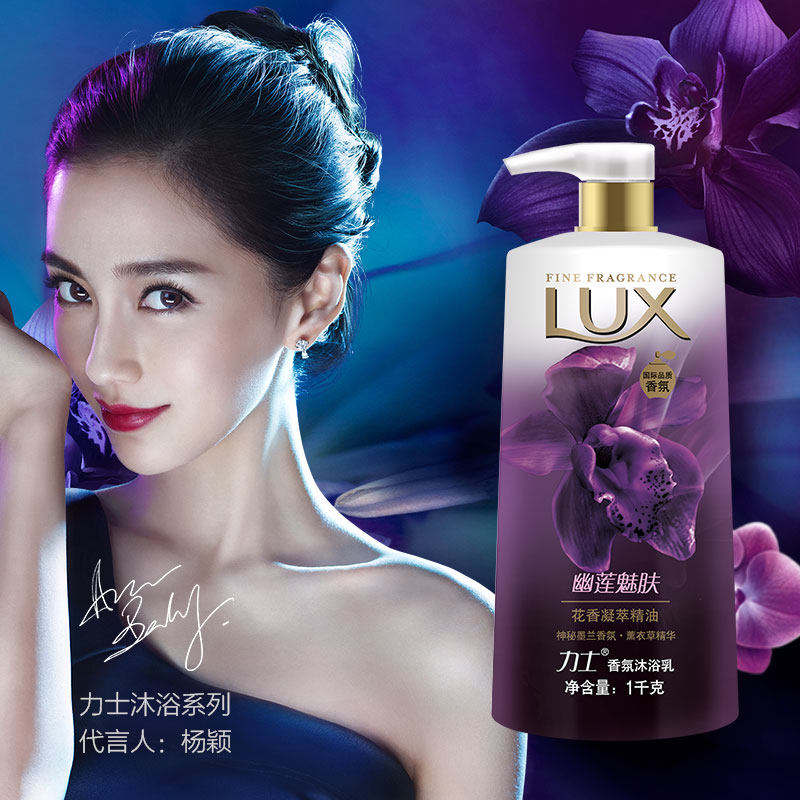 FINE FRAGRANCE
LUX
国际品质
香氛
幽莲魅肤
花香凝萃精油
神秘墨兰香氛·薰衣草精华
力士®香氛沐浴乳
净含量：1千克
力士沐浴系列
代言人：杨颖